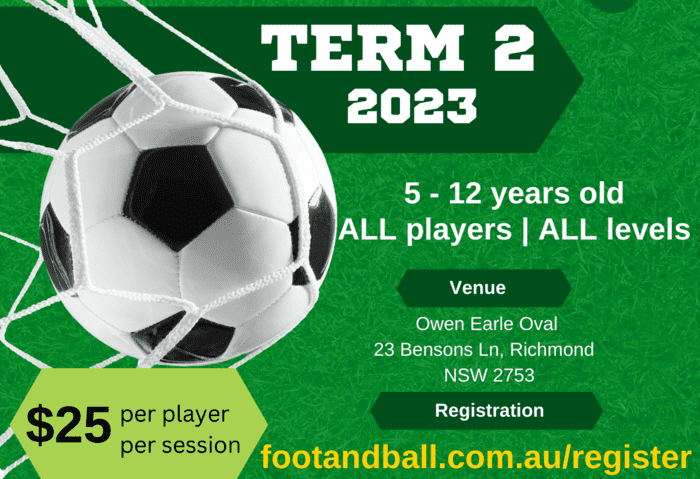 TERM 2
2023
5 - 12 years old
ALL players | ALL levels
Venue
Owen Earle Oval
23 Bensons Ln, Richmond
NSW 2753
Registration
$25 per player
per session
footandball.com.au/register